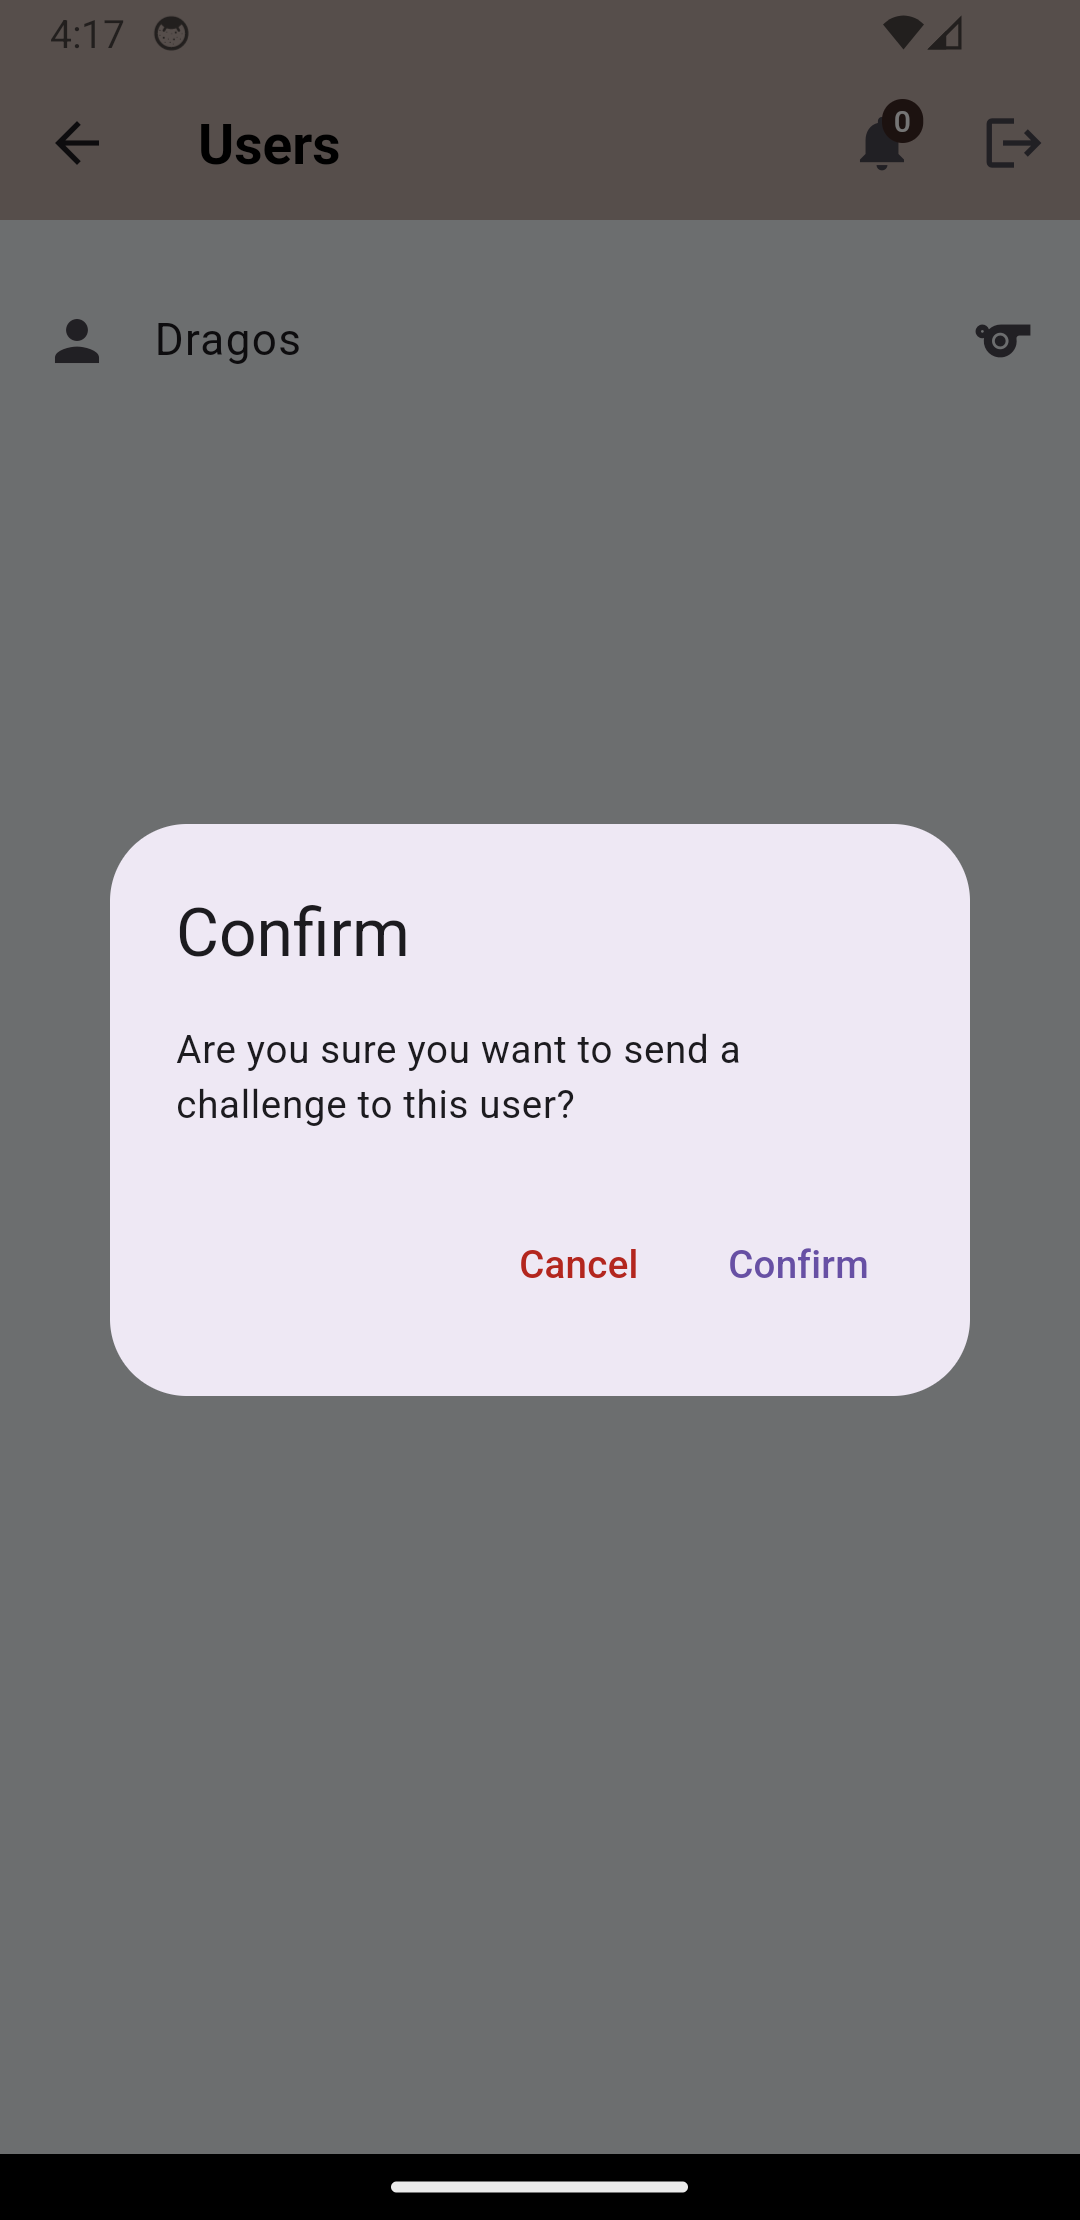 4:17
Users
0
Dragos
Confirm
Are you sure you want to send a
challenge to this user?
Cancel Confirm